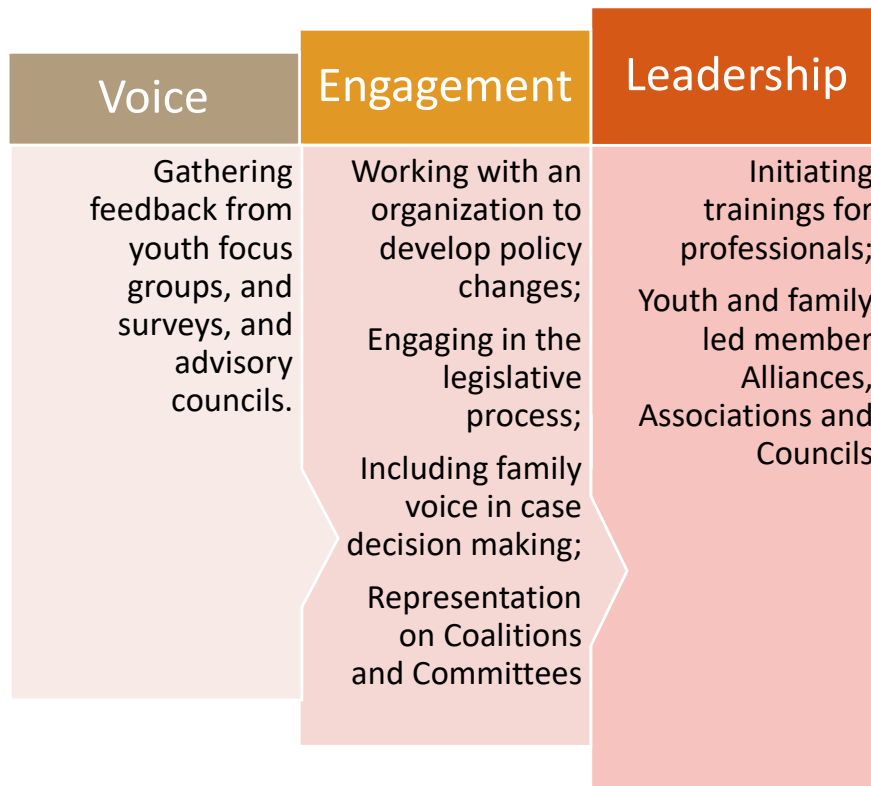 Voice
Gathering
feedback from
youth focus
groups, and
surveys, and
advisory
councils.
Engagement
Working with an
organization to
develop policy
changes;
Engaging in the
legislative
process;
Including family
voice in case
decision making;
Representation
on Coalitions
and Committees
Leadership
Initiating
trainings for
professionals;
Youth and family
led member
Alliances,
Associations and
Councils